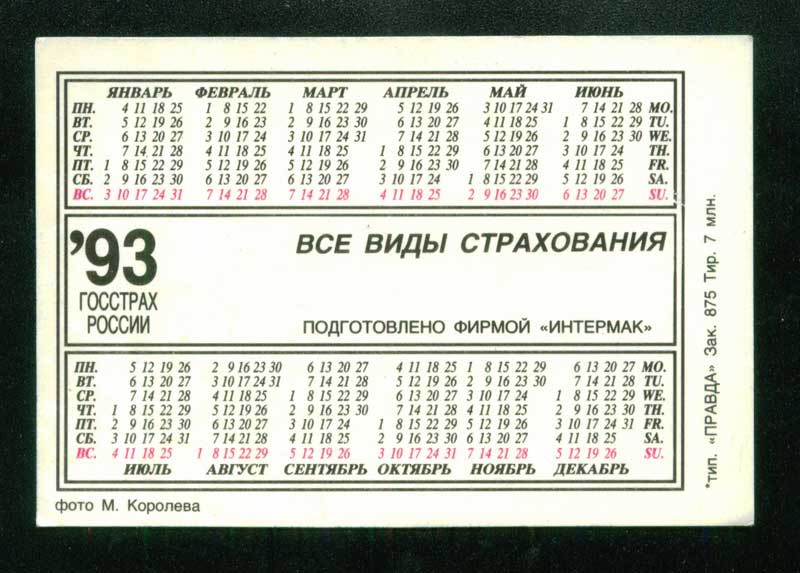 ЯНВАРЬ ФЕВРАЛЬ МАРТ АПРЕЛЬ МАЙ ИЮНЬ
ПН. 4 11 18 25 1 8 15 22 1 8 15 22 29 5 12 19 26 3 10 17 24 31 7 14 21 28 MO.
ВТ. 5 12 19 26 2 9 16 23 2 9 16 23 30 6 13 20 27 4 11 18 25 1 8 15 22 29 TU.
СР. 6 13 20 27 3 10 17 24 3 10 17 24 31 7 14 21 28 5 12 19 26 2 9 16 23 30 WE.
ЧТ. 7 14 21 28 4 11 18 25 4 11 18 25 1 8 15 22 29 6 13 20 27 3 10 17 24 TH.
ПТ. 1 8 15 22 29 5 12 19 26 5 12 19 26 2 9 16 23 30 7 14 21 28 4 11 18 25 FR.
СБ. 2 9 16 23 30 6 13 20 27 6 13 20 27 3 10 17 24 1 8 15 22 29 5 12 19 26 SA.
ВС. 3 10 17 24 31 7 14 21 28 7 14 21 28 4 11 18 25 2 9 16 23 30 6 13 20 27 SU.
'93
ГОССТРАХ
РОССИИ
ВСЕ ВИДЫ СТРАХОВАНИЯ
ПОДГОТОВЛЕНО ФИРМОЙ «ИНТЕРМАК»
ПН. 5 12 19 26 2 9 16 23 30 6 13 20 27 4 11 18 25 1 8 15 22 29 6 13 20 27 MO.
ВТ. 6 13 20 27 3 10 17 24 31 7 14 21 28 5 12 19 26 2 9 16 23 30 7 14 21 28 TU.
СР. 7 14 21 28 4 11 18 25 1 8 15 22 29 6 13 20 27 3 10 17 24 1 8 15 22 29 WE.
ЧТ. 1 8 15 22 29 5 12 19 26 2 9 16 23 30 7 14 21 28 4 11 18 25 2 9 16 23 30 TH.
ПТ. 2 9 16 23 30 6 13 20 27 3 10 17 24 1 8 15 22 29 5 12 19 26 3 10 17 24 31 FR.
СБ. 3 10 17 24 31 7 14 21 28 4 11 18 25 2 9 16 23 30 6 13 20 27 4 11 18 25 SA.
ВС. 4 11 18 25 1 8 15 22 29 5 12 19 26 3 10 17 24 31 7 14 21 28 5 12 19 26 SU.
ИЮЛЬ АВГУСТ СЕНТЯБРЬ ОКТЯБРЬ НОЯБРЬ ДЕКАБРЬ
фото М. Королева
*тип. «ПРАВДА» Зак. 875 Тир. 7 млн.